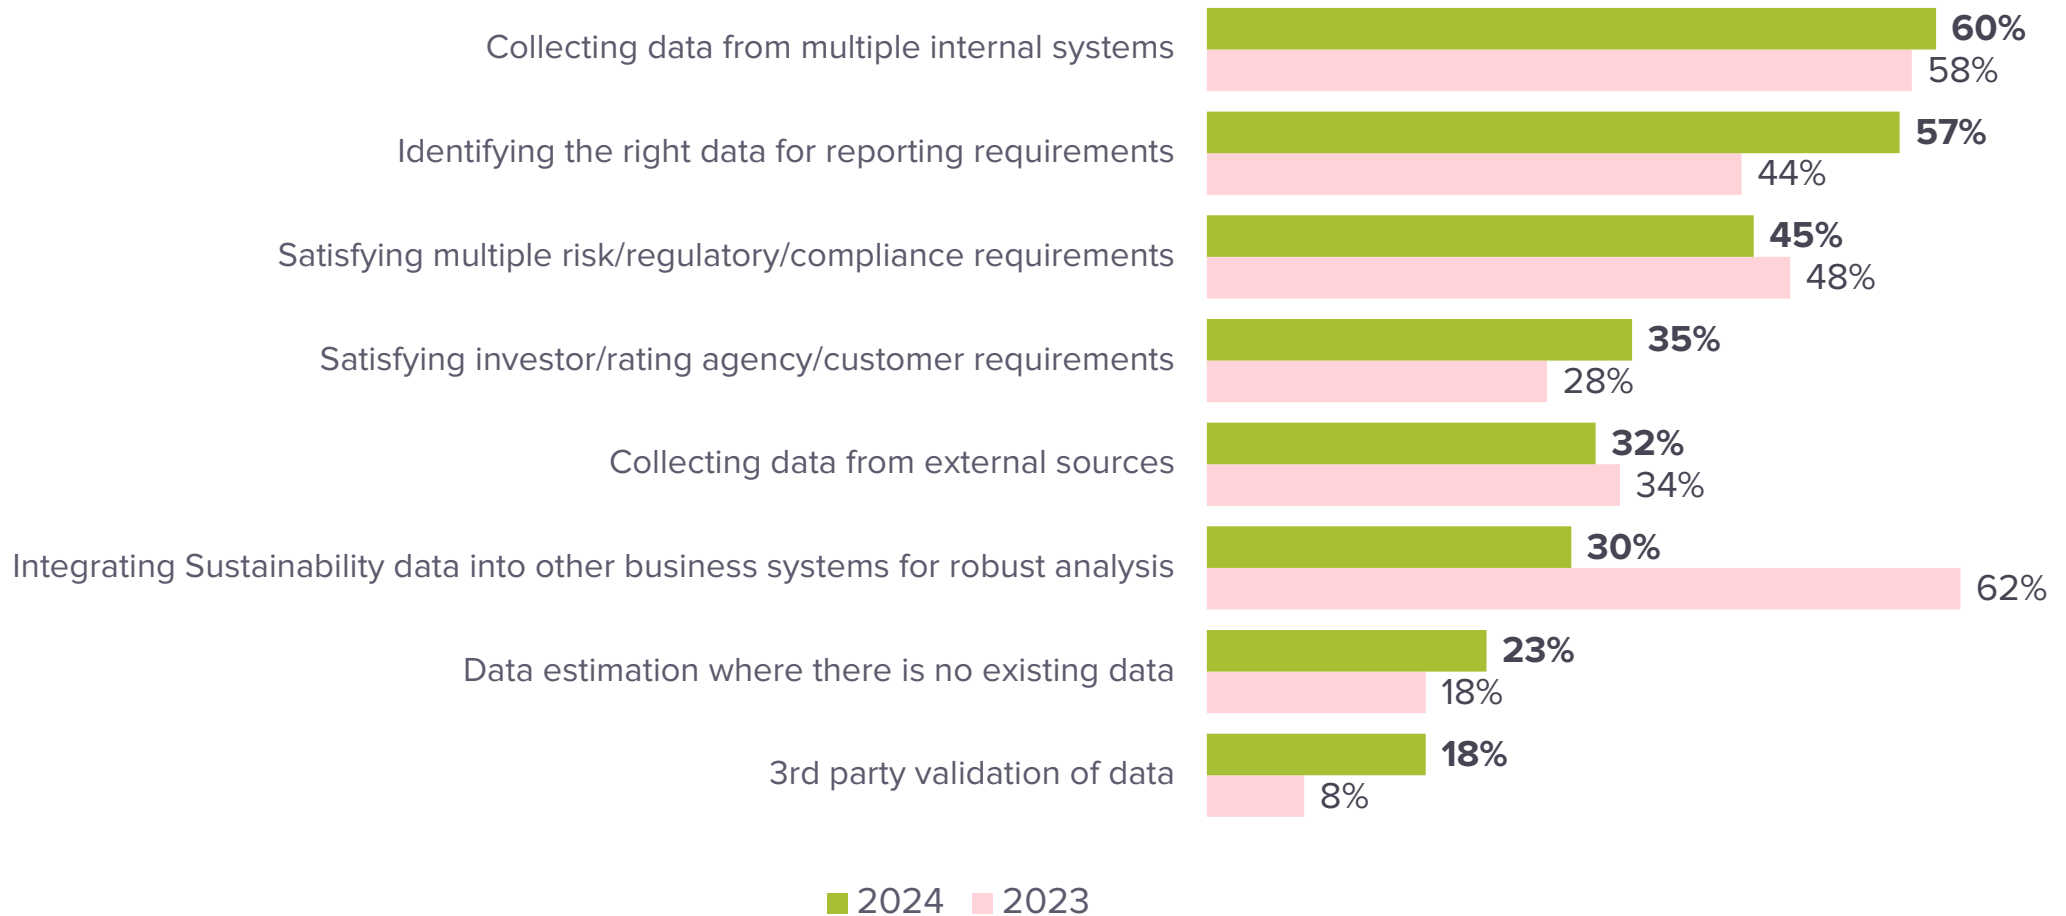 Collecting data from multiple internal systems
60%
58%
Identifying the right data for reporting requirements
57%
44%
Satisfying multiple risk/regulatory/compliance requirements
45%
48%
Satisfying investor/rating agency/customer requirements
35%
28%
Collecting data from external sources
32%
34%
Integrating Sustainability data into other business systems for robust analysis
30%
62%
Data estimation where there is no existing data
23%
18%
3rd party validation of data
18%
8%
2024 2023